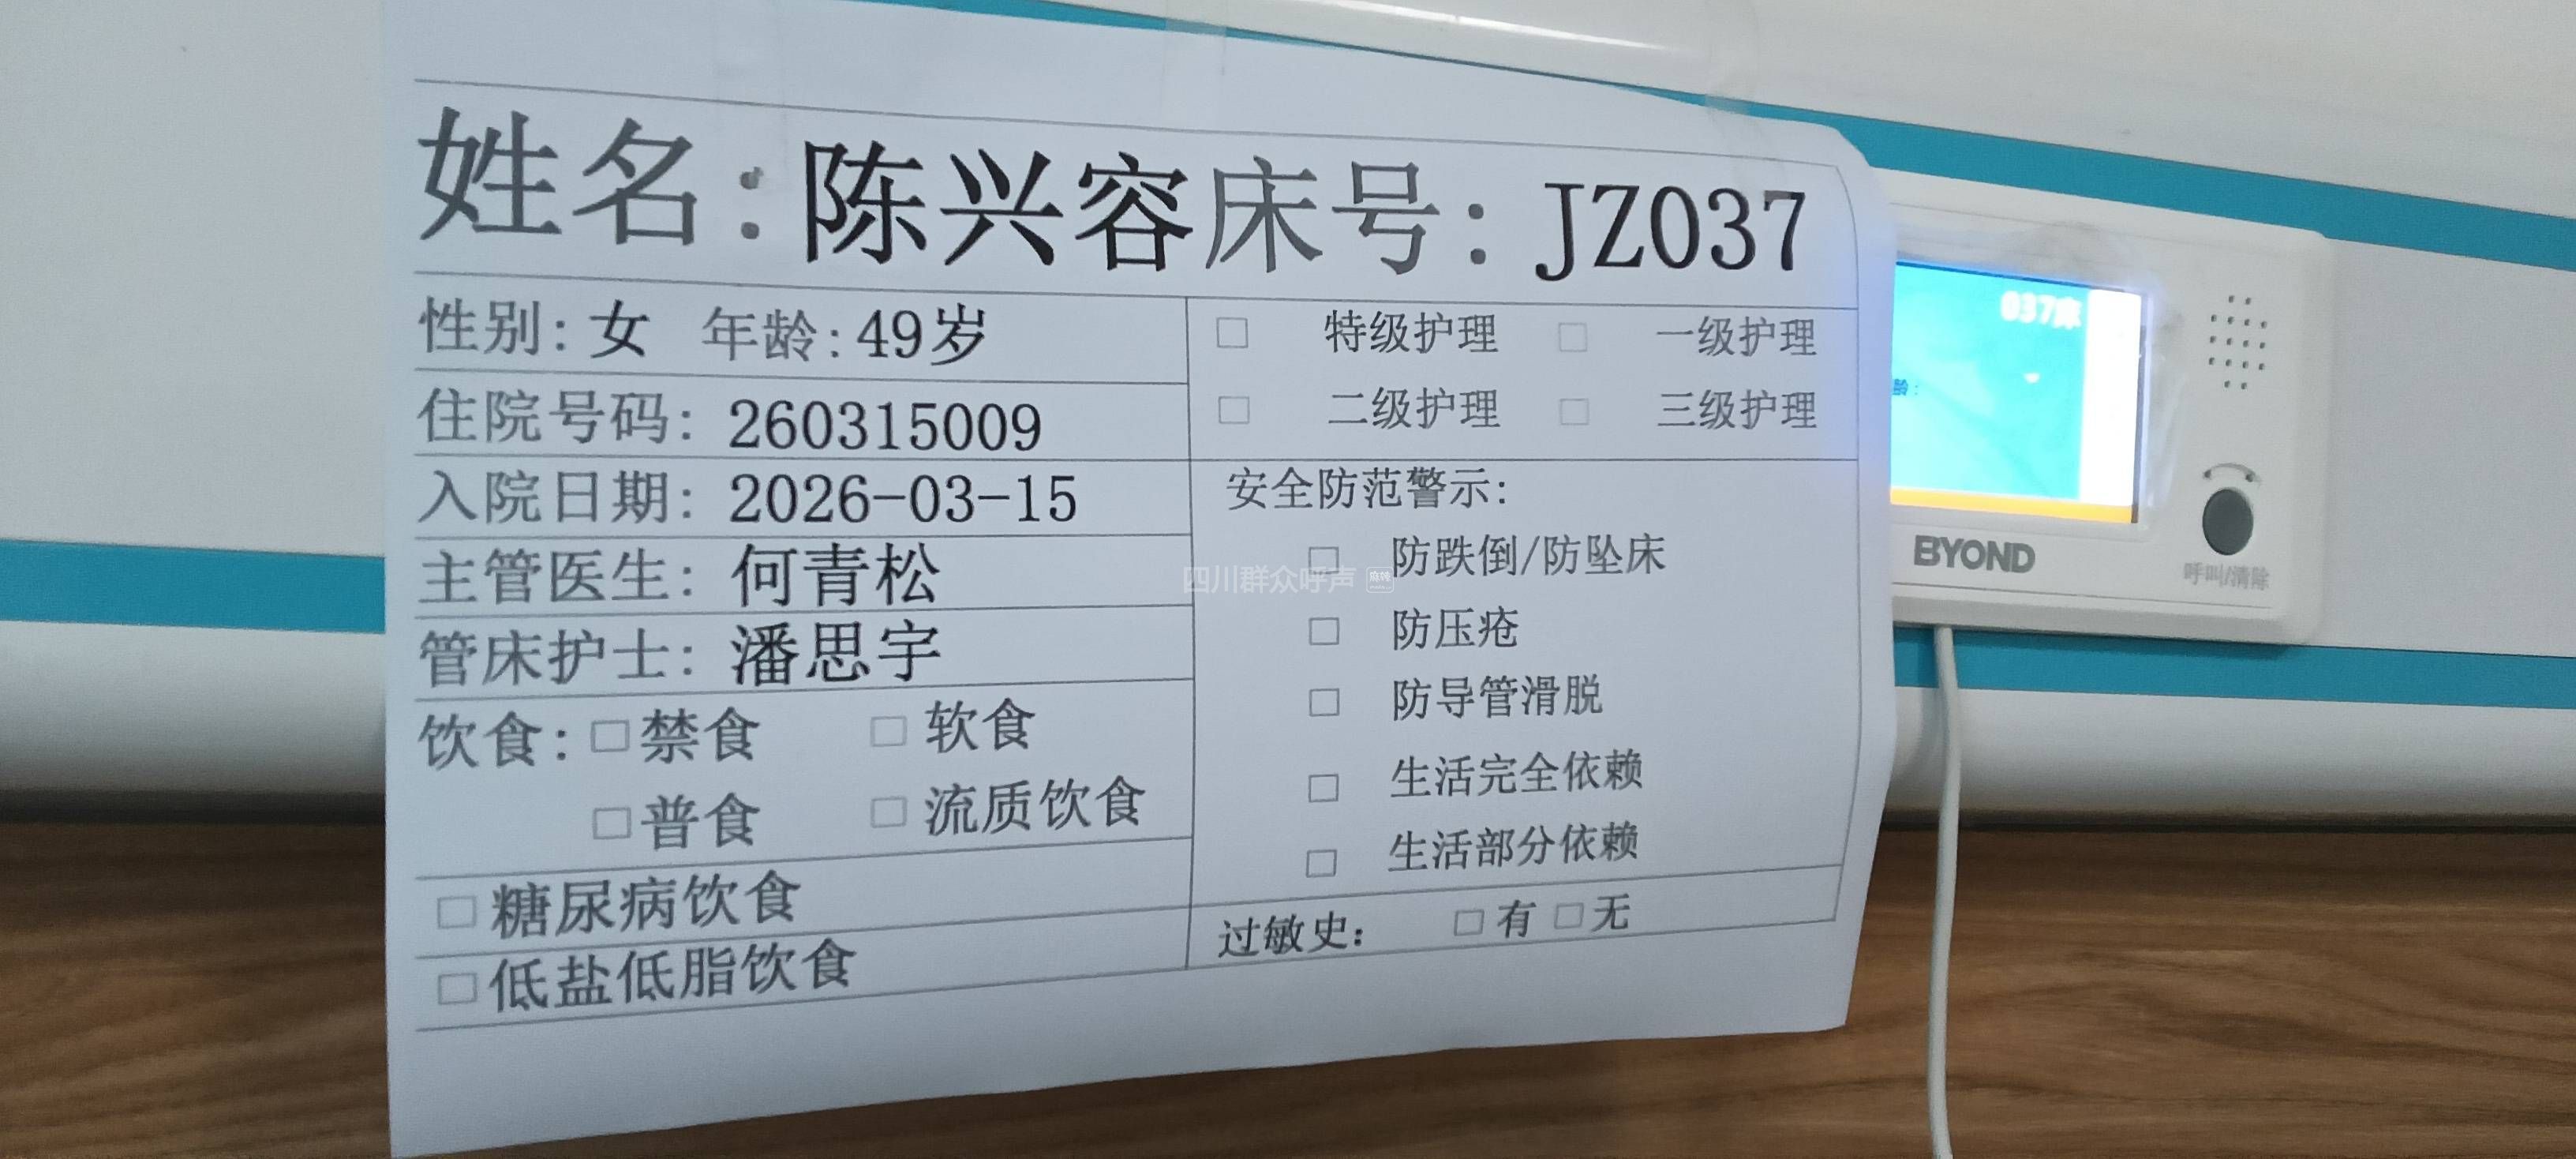 姓名：陈兴容床号：JZ037
性别：女 年龄：49岁
住院号码：260315009
入院日期：2026-03-15
主管医生：何青松
管床护士：潘思宇
饮食：□禁食 □软食
□普食 □流质饮食
□糖尿病饮食
□低盐低脂饮食
□ 特级护理 □ 一级护理
□ 二级护理 □ 三级护理
安全防范警示：
□ 防跌倒/防坠床
□ 防压疮
□ 防导管滑脱
□ 生活完全依赖
□ 生活部分依赖
过敏史： □有 □无
037床
龄：
BYOND
呼叫/清除
四川群众呼声